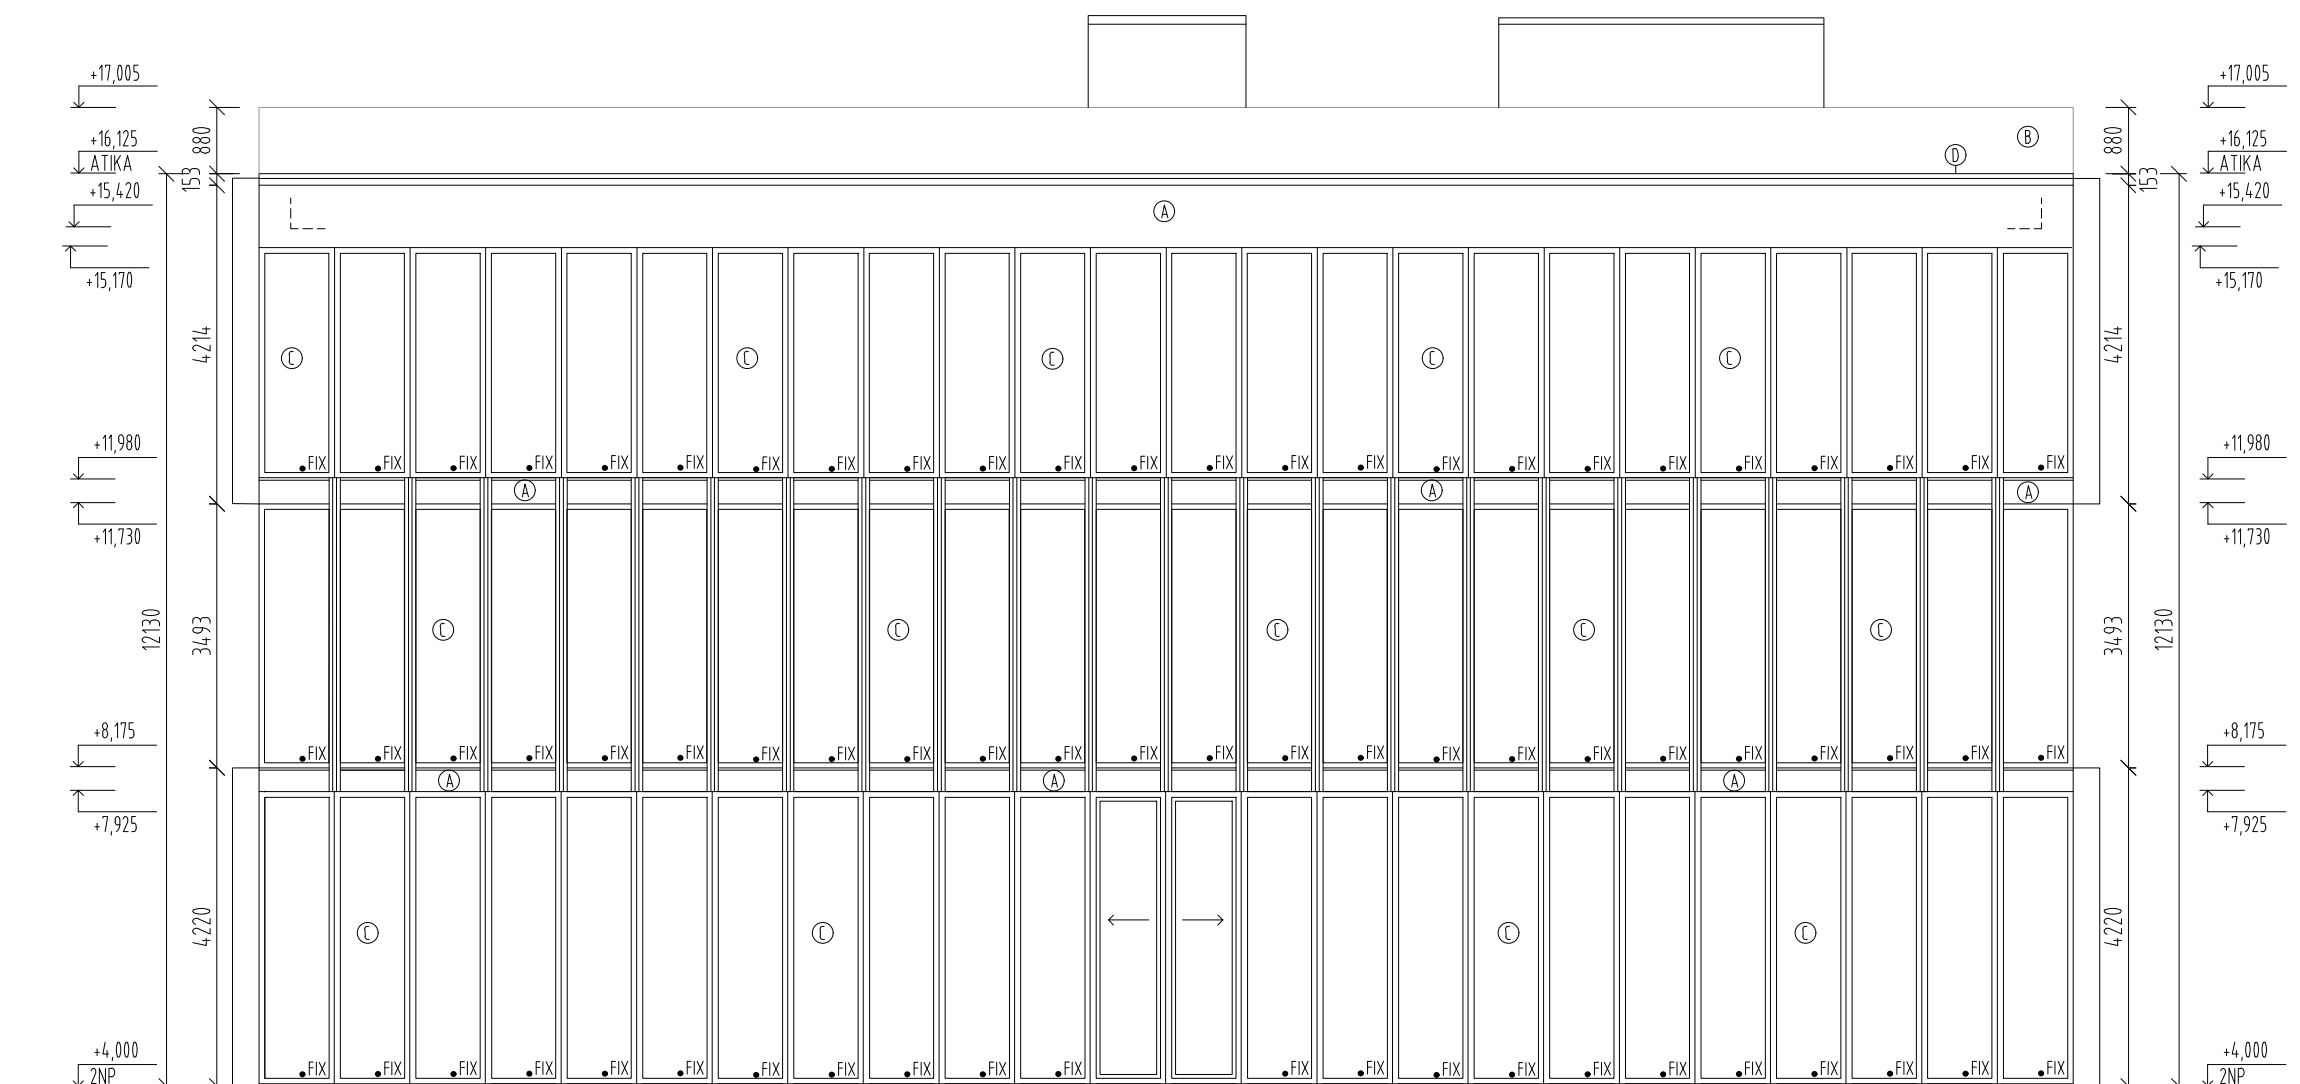 +17,005 +17,005
880 880 B
+16,125 +16,125
ATIKA D ATIKA
153 153
+15,420 +15,420
A
+15,170 +15,170
4214 C C C C C 4214
+11,980 +11,980
FIX FIX FIX FIX FIX FIX FIX FIX FIX FIX FIX FIX FIX FIX FIX FIX FIX FIX FIX FIX FIX FIX FIX FIX
A A A
+11,730 +11,730
12130 3493 C C C C C 3493 12130
+8,175 +8,175
FIX FIX FIX FIX FIX FIX FIX FIX FIX FIX FIX FIX FIX FIX FIX FIX FIX FIX FIX FIX FIX FIX FIX FIX
A A A
+7,925 +7,925
4220 C C C C 4220
+4,000 +4,000
FIX FIX FIX FIX FIX FIX FIX FIX FIX FIX FIX FIX FIX FIX FIX FIX FIX FIX FIX FIX FIX FIX
2NP 2NP